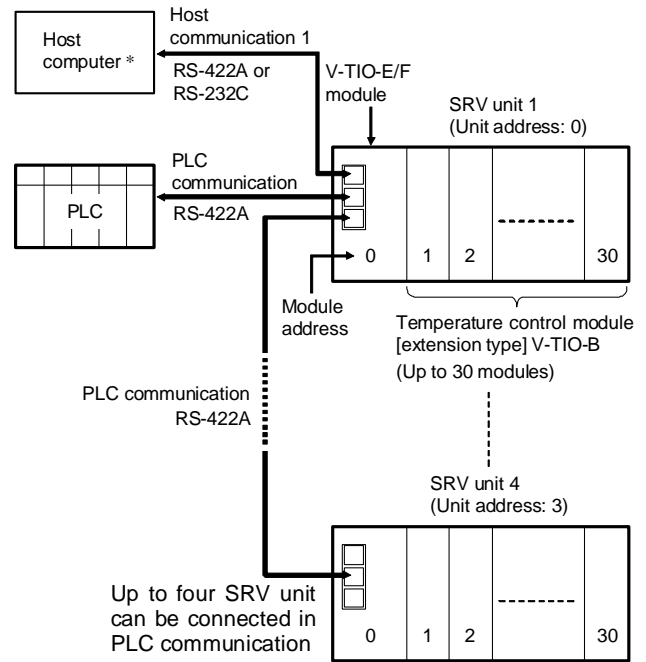 Host
computer *
Host
communication 1
RS-422A or
RS-232C
V-TIO-E/F
module
SRV unit 1
(Unit address: 0)
PLC
PLC
communication
RS-422A
0
1
2
30
Module
address
Temperature control module
[extension type] V-TIO-B
(Up to 30 modules)
PLC communication
RS-422A
SRV unit 4
(Unit address: 3)
Up to four SRV unit
can be connected in
PLC communication
0
1
2
30